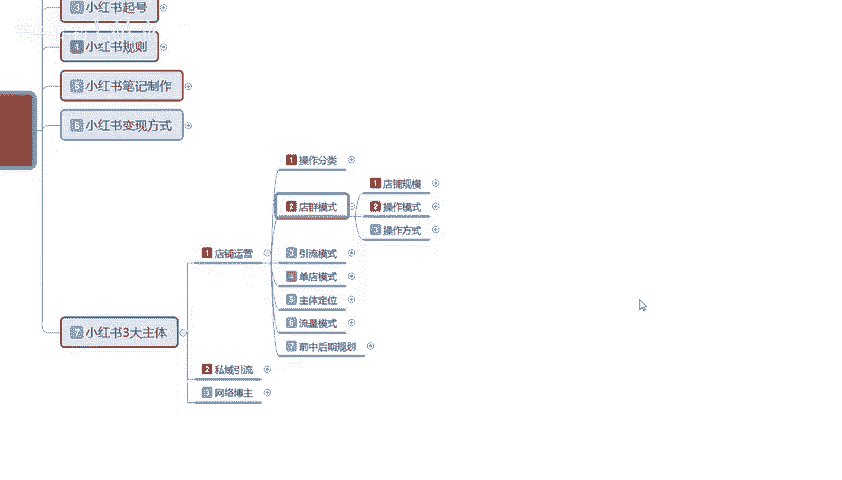 3 小红书起号
4 小红书规则
5 小红书笔记制作
6 小红书变现方式
7 小红书3大主体
1 店铺运营
1 操作分类
2 店群模式
1 店铺规模
2 操作模式
3 操作方式
3 引流模式
4 单店模式
5 主体定位
6 流量模式
7 前中后期规划
2 私域引流
3 网络博主